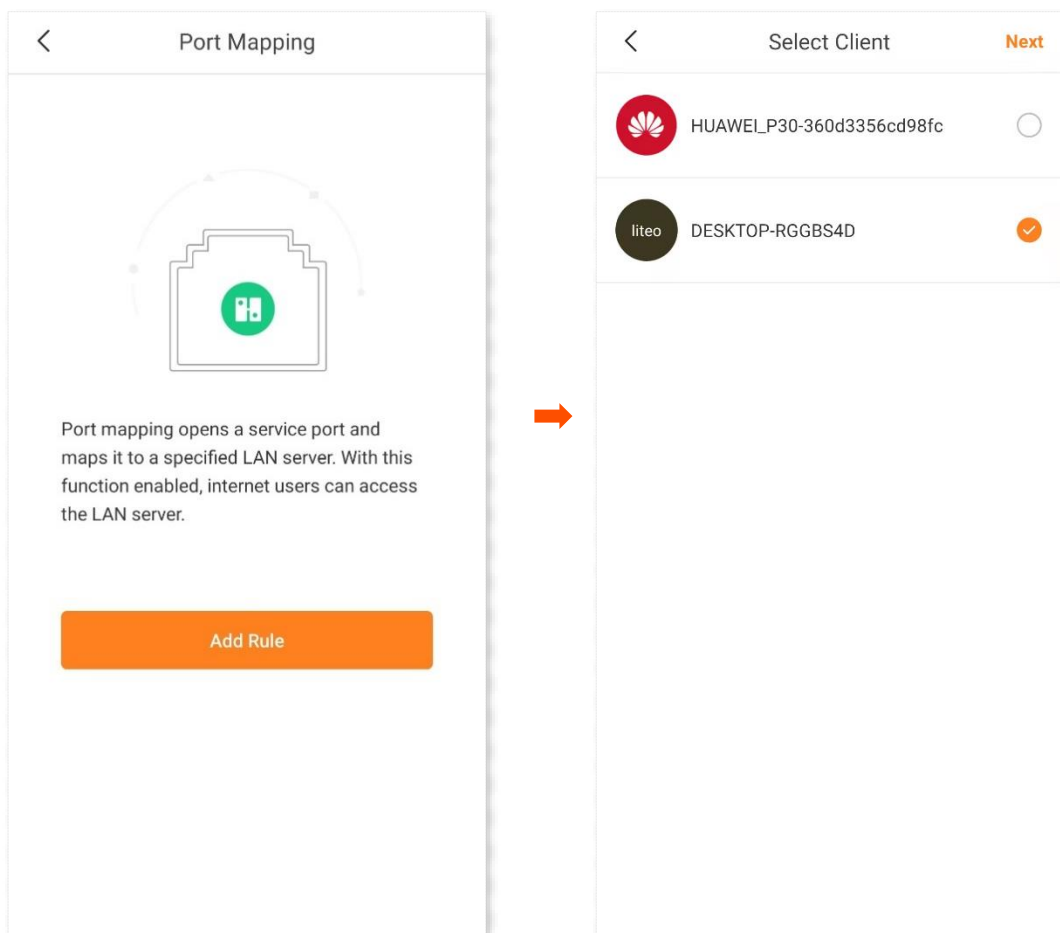 Port Mapping
Port mapping opens a service port and
maps it to a specified LAN server. With this
function enabled, internet users can access
the LAN server.
Add Rule
Select Client
Next
HUAWEI_P30-360d3356cd98fc
liteo
DESKTOP-RGGBS4D